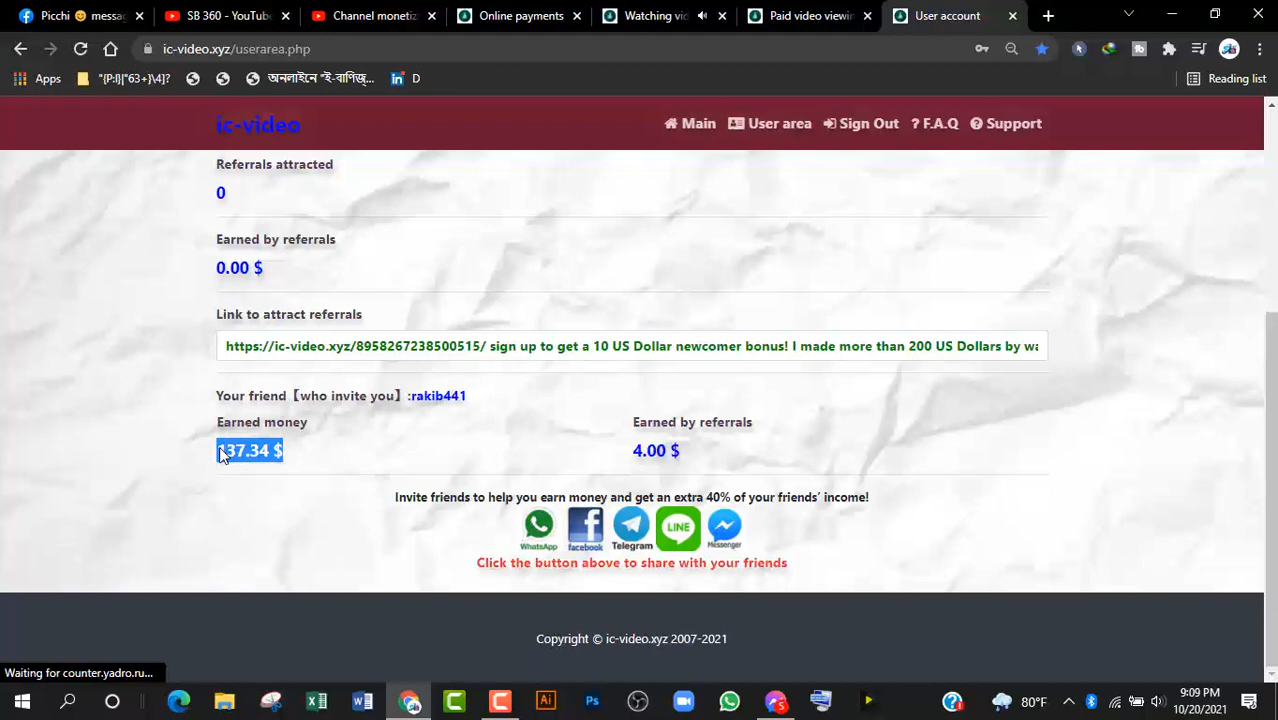 Picchi 😊 messag
SB 360 - YouTube
Channel monetiz
Online payments
Watching vid
Paid video viewin
User account
ic-video.xyz/userarea.php
Apps
"{P:l}|"63+}\4]?
অনলাইনে "ই-বাণিজ্...
D
Reading list
ic-video
Main
User area
Sign Out
? F.A.Q
Support
Referrals attracted
0
Earned by referrals
0.00 $
Link to attract referrals
https://ic-video.xyz/8958267238500515/ sign up to get a 10 US Dollar newcomer bonus! I made more than 200 US Dollars by wa
Your friend【who invite you】:rakib441
Earned money
137.34 $
Earned by referrals
4.00 $
Invite friends to help you earn money and get an extra 40% of your friends' income!
WhatsApp
facebook
Telegram
LINE
Messenger
Click the button above to share with your friends
Copyright © ic-video.xyz 2007-2021
Waiting for counter.yadro.ru...
80°F
9:09 PM
10/20/2021